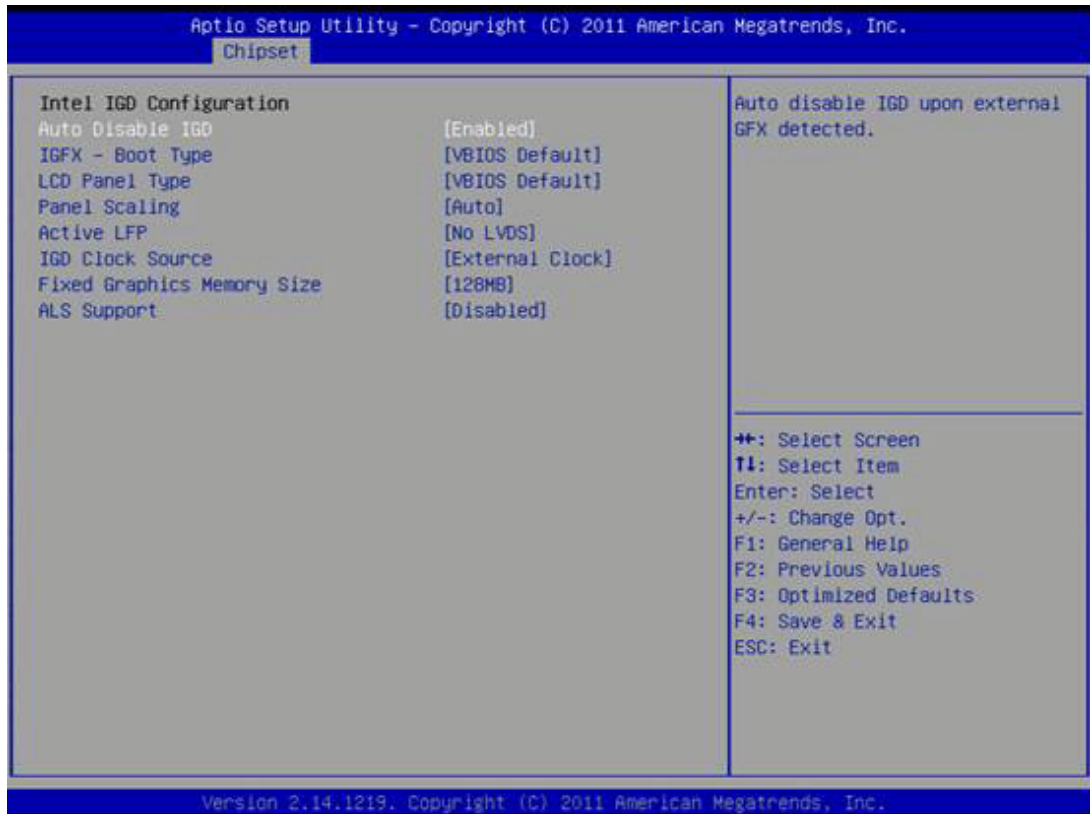 Aptio Setup Utility – Copyright (C) 2011 American Megatrends, Inc.
Chipset
Intel IGD Configuration
Auto Disable IGD [Enabled]
IGFX – Boot Type [VBIOS Default]
LCD Panel Type [VBIOS Default]
Panel Scaling [Auto]
Active LFP [No LVDS]
IGD Clock Source [External Clock]
Fixed Graphics Memory Size [128MB]
ALS Support [Disabled]
Auto disable IGD upon external
GFX detected.
→←: Select Screen
↑↓: Select Item
Enter: Select
+/-: Change Opt.
F1: General Help
F2: Previous Values
F3: Optimized Defaults
F4: Save & Exit
ESC: Exit
Version 2.14.1219. Copyright (C) 2011 American Megatrends, Inc.